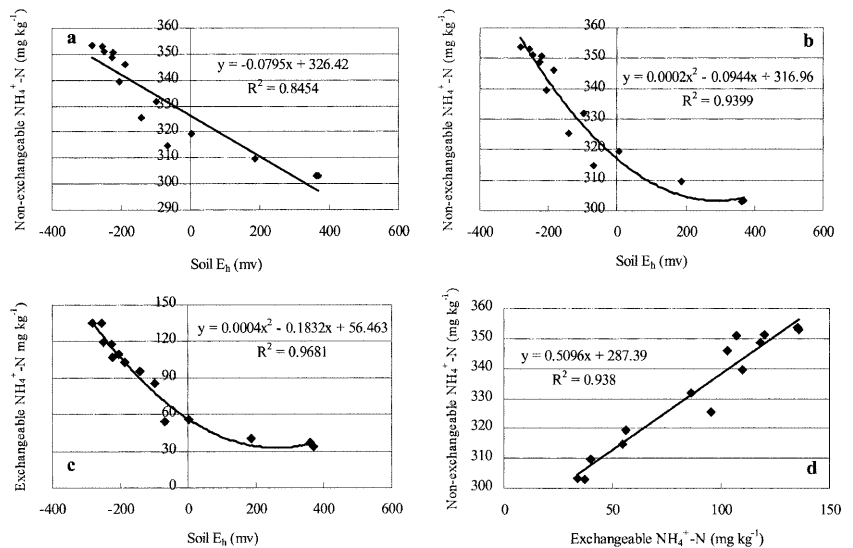 Non-exchangeable NH₄⁺-N (mg kg⁻¹)
360
350
340
330
320
310
300
290
a
y = -0.0795x + 326.42
R² = 0.8454
-400
-200
0
200
400
600
Soil Eh (mv)
Non-exchangeable NH₄⁺-N (mg kg⁻¹)
360
350
340
330
320
310
300
b
y = 0.0002x² - 0.0944x + 316.96
R² = 0.9399
-400
-200
0
200
400
600
Soil Eh (mv)
Exchangeable NH₄⁺-N mg kg⁻¹)
150
120
90
60
30
0
c
y = 0.0004x² - 0.1832x + 56.463
R² = 0.9681
-400
-200
0
200
400
600
Soil Eh (mv)
Non-exchangeable NH₄⁺-N (mg kg⁻¹)
360
350
340
330
320
310
300
y = 0.5096x + 287.39
R² = 0.938
d
0
50
100
150
Exchangeable NH₄⁺-N (mg kg⁻¹)